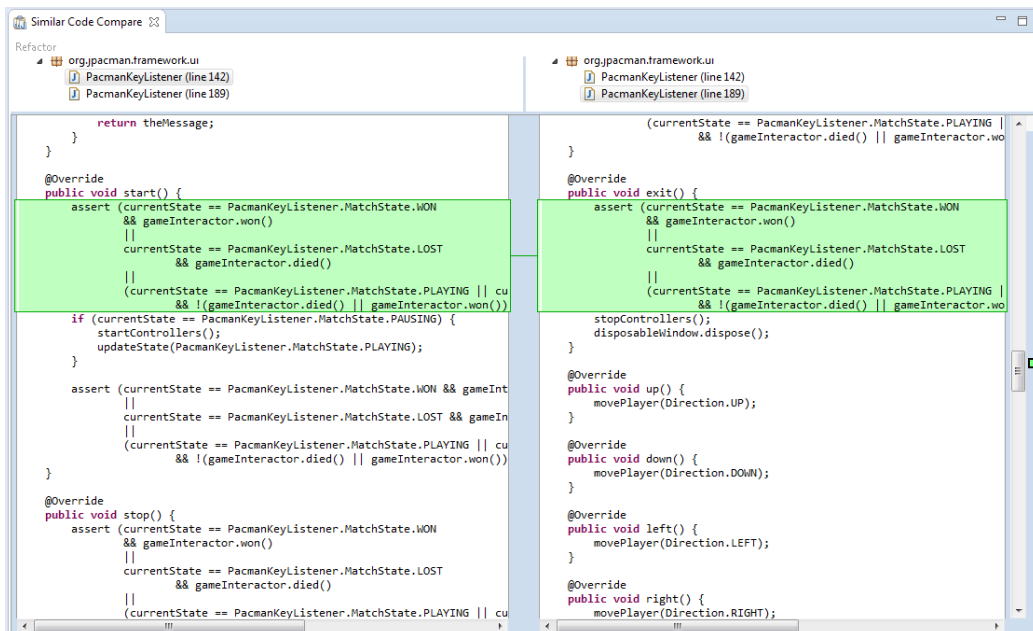 Similar Code Compare
Refactor
org.jpacman.framework.ui
PacmanKeyListener (line 142)
PacmanKeyListener (line 189)
return theMessage;
}
}
@Override
public void start() {
assert (currentState == PacmanKeyListener.MatchState.WON
&& gameInteractor.won()
||
currentState == PacmanKeyListener.MatchState.LOST
&& gameInteractor.died()
||
(currentState == PacmanKeyListener.MatchState.PLAYING || cu
&& !(gameInteractor.died() || gameInteractor.won())
if (currentState == PacmanKeyListener.MatchState.PAUSING) {
startControllers();
updateState(PacmanKeyListener.MatchState.PLAYING);
}
assert (currentState == PacmanKeyListener.MatchState.WON && gameInt
||
currentState == PacmanKeyListener.MatchState.LOST && gameIn
||
(currentState == PacmanKeyListener.MatchState.PLAYING || cu
&& !(gameInteractor.died() || gameInteractor.won())
}
@Override
public void stop() {
assert (currentState == PacmanKeyListener.MatchState.WON
&& gameInteractor.won()
||
currentState == PacmanKeyListener.MatchState.LOST
&& gameInteractor.died()
||
(currentState == PacmanKeyListener.MatchState.PLAYING || cu
org.jpacman.framework.ui
PacmanKeyListener (line 142)
PacmanKeyListener (line 189)
(currentState == PacmanKeyListener.MatchState.PLAYING |
&& !(gameInteractor.died() || gameInteractor.wo
}
@Override
public void exit() {
assert (currentState == PacmanKeyListener.MatchState.WON
&& gameInteractor.won()
||
currentState == PacmanKeyListener.MatchState.LOST
&& gameInteractor.died()
||
(currentState == PacmanKeyListener.MatchState.PLAYING |
&& !(gameInteractor.died() || gameInteractor.wo
stopControllers();
disposableWindow.dispose();
}
@Override
public void up() {
movePlayer(Direction.UP);
}
@Override
public void down() {
movePlayer(Direction.DOWN);
}
@Override
public void left() {
movePlayer(Direction.LEFT);
}
@Override
public void right() {
movePlayer(Direction.RIGHT);